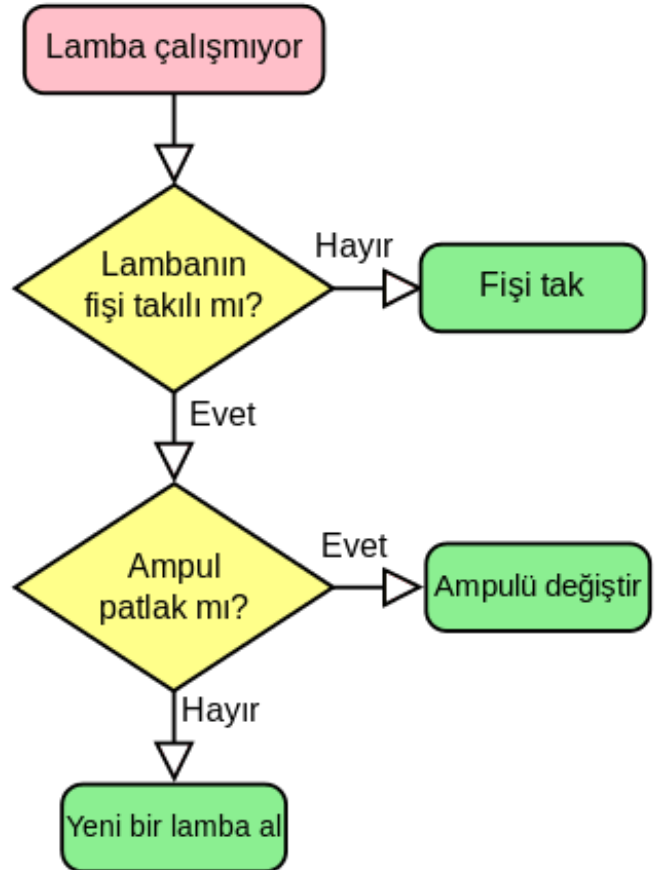 Lamba çalışmıyor
Lambanın
fişi takılı mı?
Hayır
Fişi tak
Evet
Ampul
patlak mı?
Evet
Ampulü değiştir
Hayır
Yeni bir lamba al